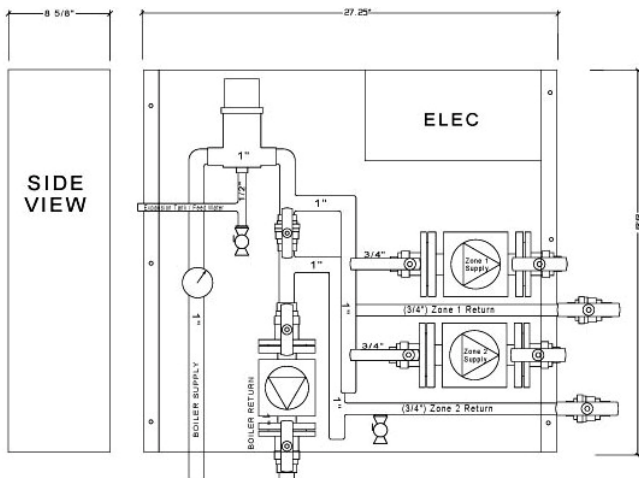 8 5/8"
27.25"
ELEC
SIDE
VIEW
1"
1/2"
Expansion Tank / Feed Water
1"
1"
3/4"
Zone 1
Supply
1"
1"
(3/4") Zone 1 Return
3/4"
Zone 2
Supply
BOILER SUPPLY
BOILER RETURN
1"
1"
(3/4") Zone 2 Return